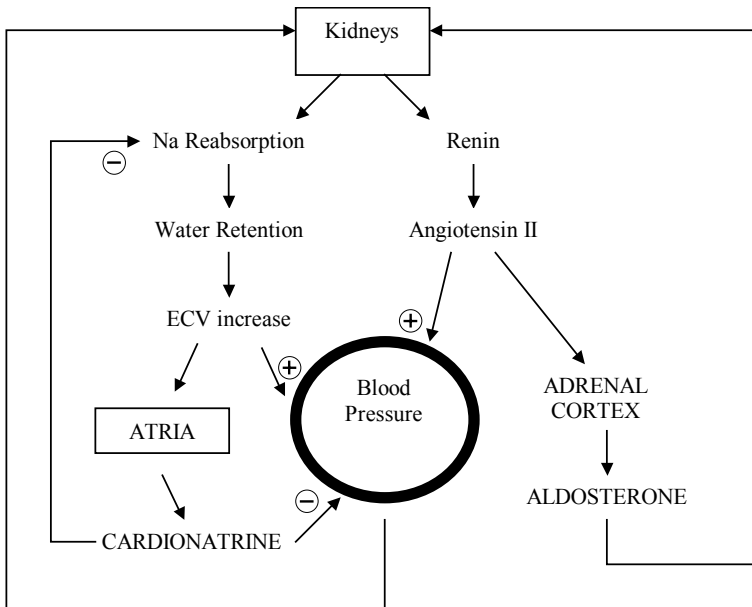 Kidneys
Na Reabsorption
Renin
−
Water Retention
Angiotensin II
ECV increase
+
+
Blood
Pressure
ADRENAL
CORTEX
ATRIA
−
ALDOSTERONE
CARDIONATRINE